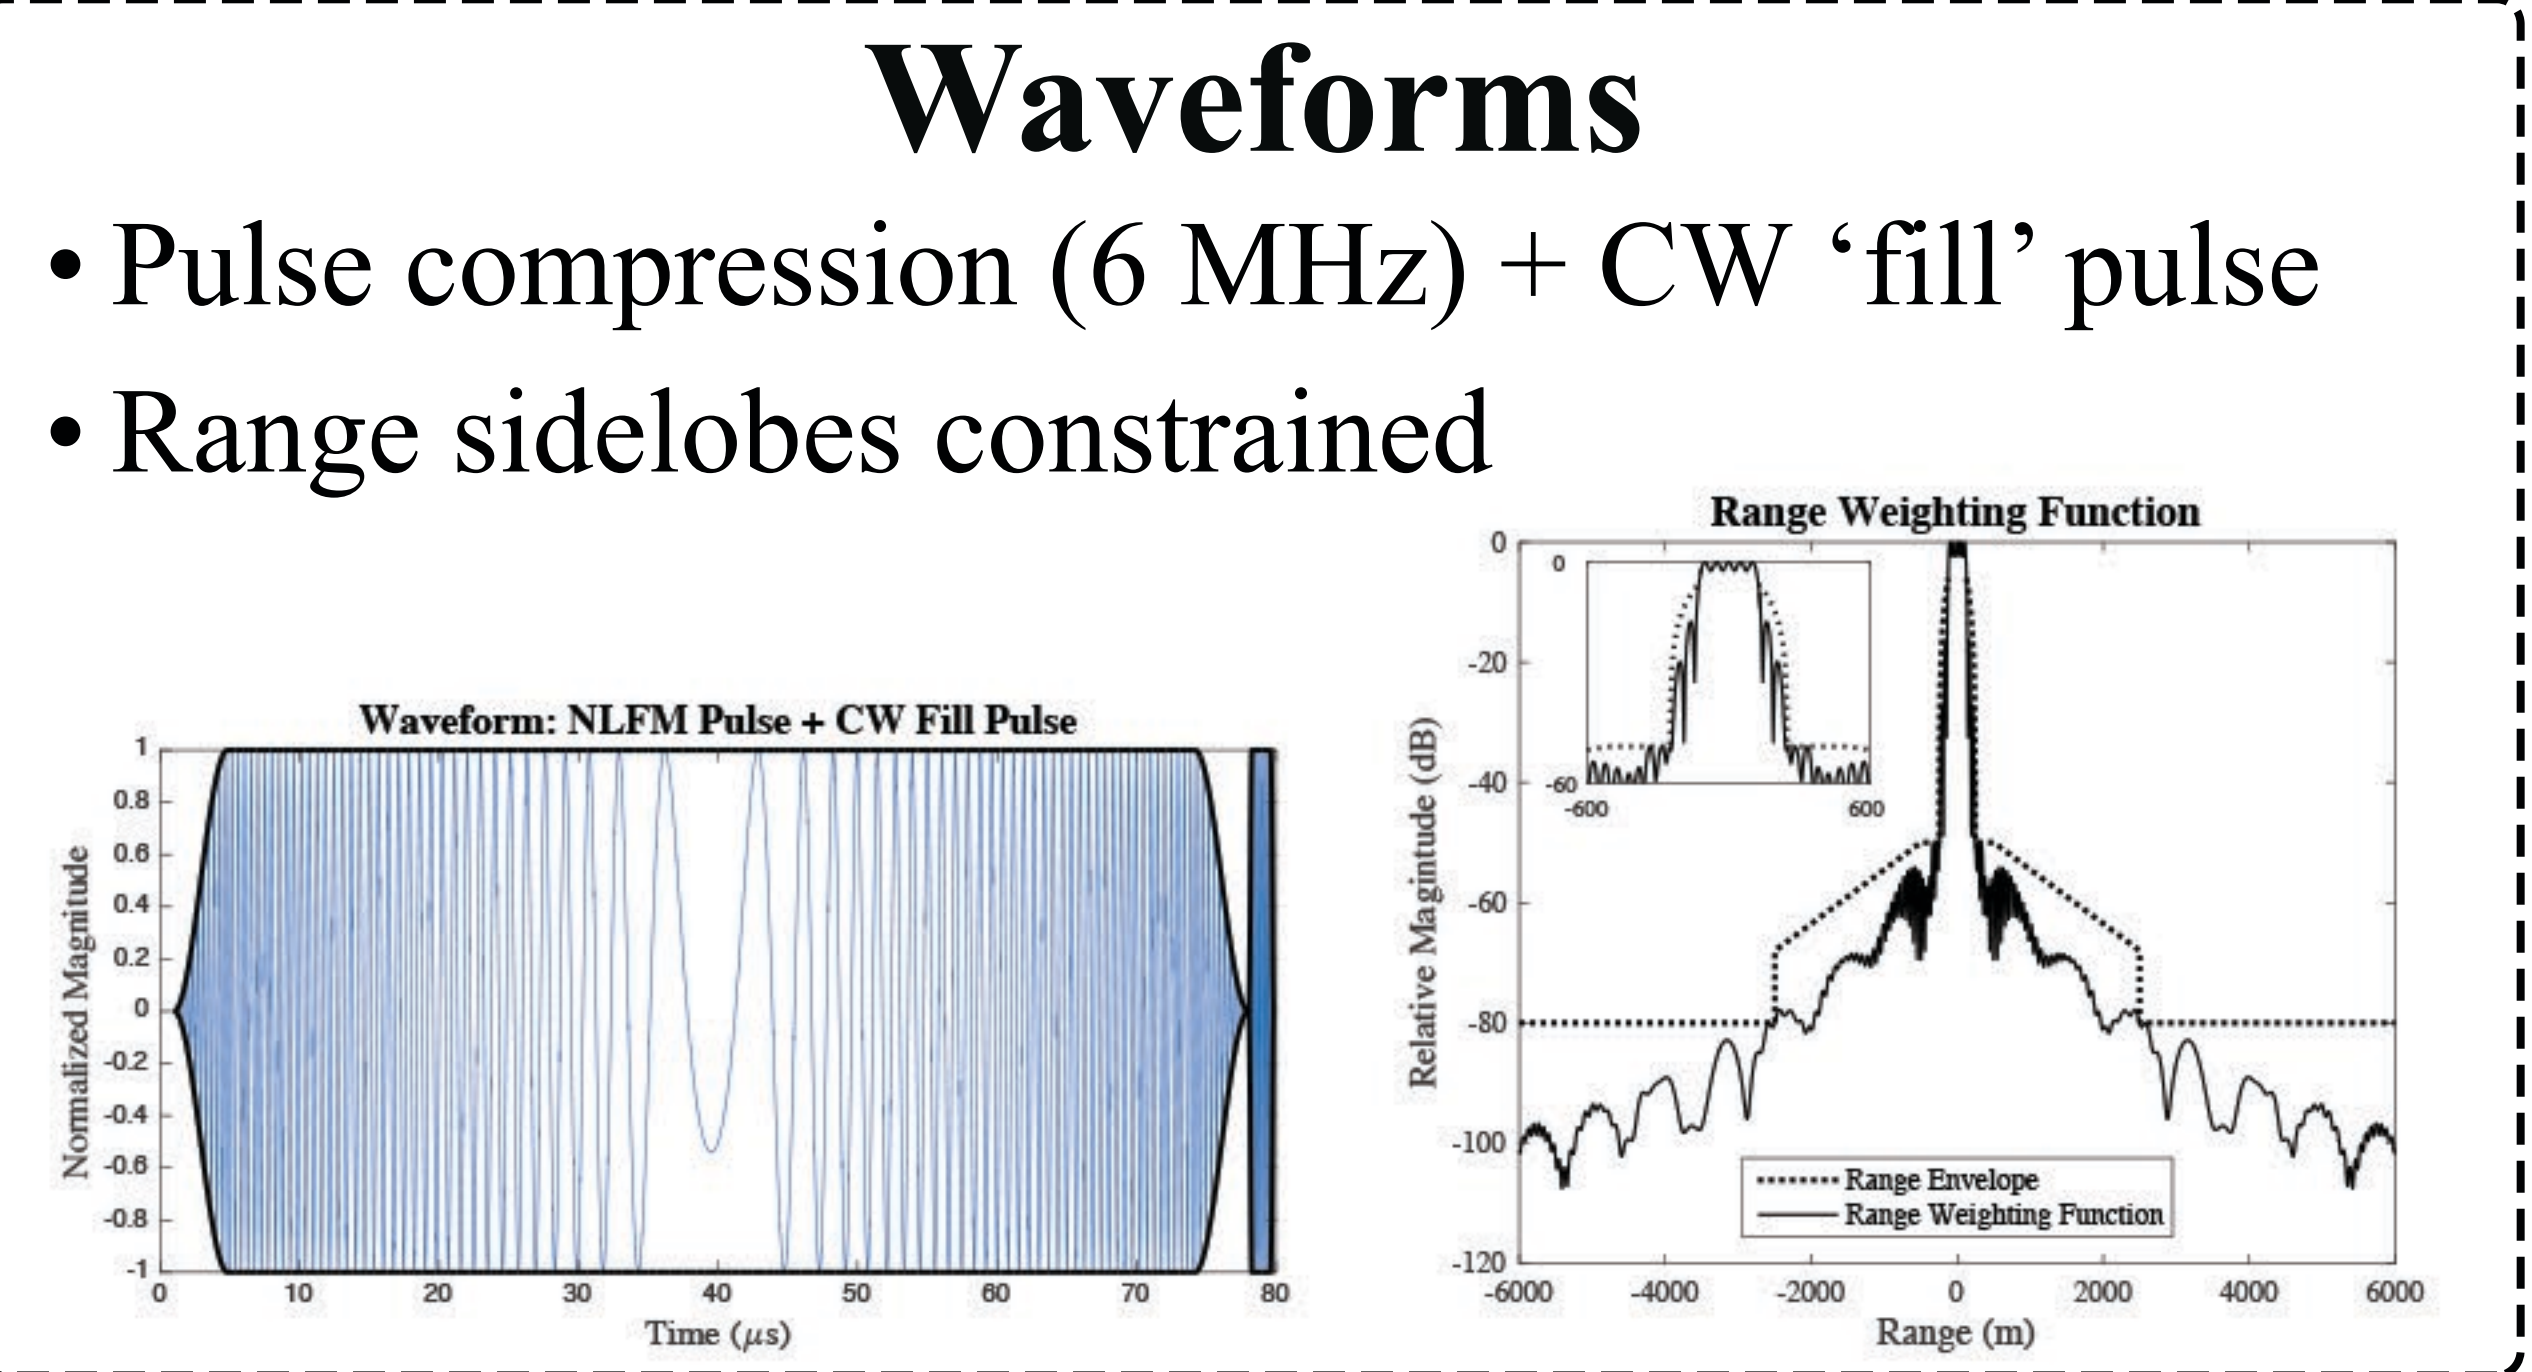 Waveforms
• Pulse compression (6 MHz) + CW ‘fill’ pulse
• Range sidelobes constrained
Waveform: NLFM Pulse + CW Fill Pulse
Normalized Magnitude
1
0.8
0.6
0.4
0.2
0
-0.2
-0.4
-0.6
-0.8
-1
0 10 20 30 40 50 60 70 80
Time (μs)
Range Weighting Function
Relative Magintude (dB)
0
-20
-40
-60
-80
-100
-120
0
-60
-600 600
Range Envelope
Range Weighting Function
-6000 -4000 -2000 0 2000 4000 6000
Range (m)